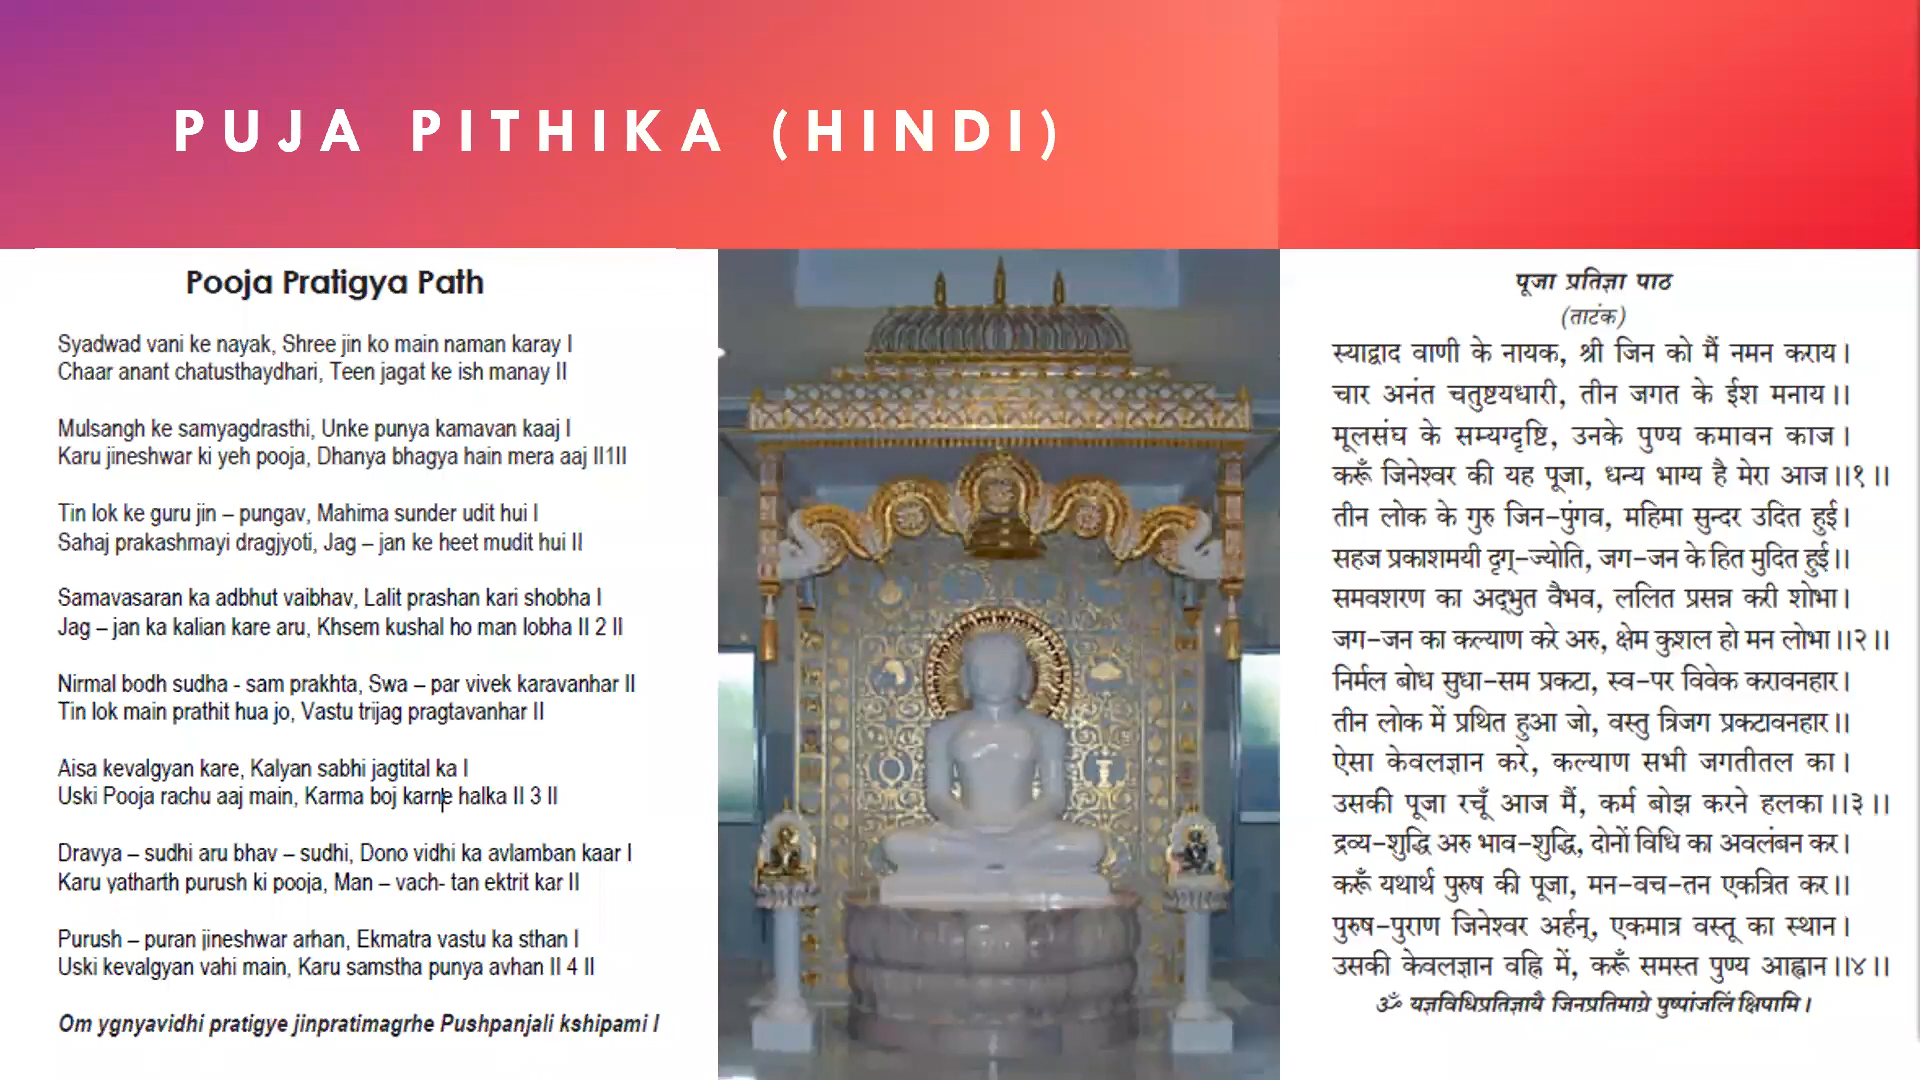 PUJA PITHIKA (HINDI)
Pooja Pratigya Path
Syadwad vani ke nayak, Shree jin ko main naman karay I
Chaar anant chatusthaydhari, Teen jagat ke ish manay II
Mulsangh ke samyagdrasthi, Unke punya kamavan kaaj I
Karu jineshwar ki yeh pooja, Dhanya bhagya hain mera aaj II1II
Tin lok ke guru jin – pungav, Mahima sunder udit hui I
Sahaj prakashmayi dragjyoti, Jag – jan ke heet mudit hui II
Samavasaran ka adbhut vaibhav, Lalit prashan kari shobha I
Jag – jan ka kalian kare aru, Khsem kushal ho man lobha II 2 II
Nirmal bodh sudha - sam prakhta, Swa – par vivek karavanhar II
Tin lok main prathit hua jo, Vastu trijag pragtavanhar II
Aisa kevalgyan kare, Kalyan sabhi jagtital ka I
Uski Pooja rachu aaj main, Karma boj karne halka II 3 II
Dravya – sudhi aru bhav – sudhi, Dono vidhi ka avlamban kaar I
Karu yatharth purush ki pooja, Man – vach- tan ektrit kar II
Purush – puran jineshwar arhan, Ekmatra vastu ka sthan I
Uski kevalgyan vahi main, Karu samstha punya avhan II 4 II
Om ygnyavidhi pratigye jinpratimagrhe Pushpanjali kshipami I
पूजा प्रतिज्ञा पाठ
(ताटंक)
स्याद्वाद वाणी के नायक, श्री जिन को मैं नमन कराय।
चार अनंत चतुष्टयधारी, तीन जगत के ईश मनाय।।
मूलसंघ के सम्यग्दृष्टि, उनके पुण्य कमावन काज।
करूँ जिनेश्वर की यह पूजा, धन्य भाग्य है मेरा आज।।१।।
तीन लोक के गुरु जिन-पुंगव, महिमा सुन्दर उदित हुई।
सहज प्रकाशमयी दृग्-ज्योति, जग-जन के हित मुदित हुई।।
समवशरण का अद्भुत वैभव, ललित प्रसन्न करी शोभा।
जग-जन का कल्याण करे अरु, क्षेम कुशल हो मन लोभा।।२।।
निर्मल बोध सुधा-सम प्रकटा, स्व-पर विवेक करावनहार।
तीन लोक में प्रथित हुआ जो, वस्तु त्रिजग प्रकटावनहार।।
ऐसा केवलज्ञान करे, कल्याण सभी जगतीतल का।
उसकी पूजा रचूँ आज मैं, कर्म बोझ करने हलका।।३।।
द्रव्य-शुद्धि अरु भाव-शुद्धि, दोनों विधि का अवलंबन कर।
करूँ यथार्थ पुरुष की पूजा, मन-वच-तन एकत्रित कर।।
पुरुष-पुराण जिनेश्वर अर्हन्, एकमात्र वस्तू का स्थान।
उसकी केवलज्ञान वह्नि में, करूँ समस्त पुण्य आह्वान।।४।।
ॐ यज्ञविधिप्रतिज्ञायै जिनप्रतिमाग्रे पुष्पांजलिं क्षिपामि।